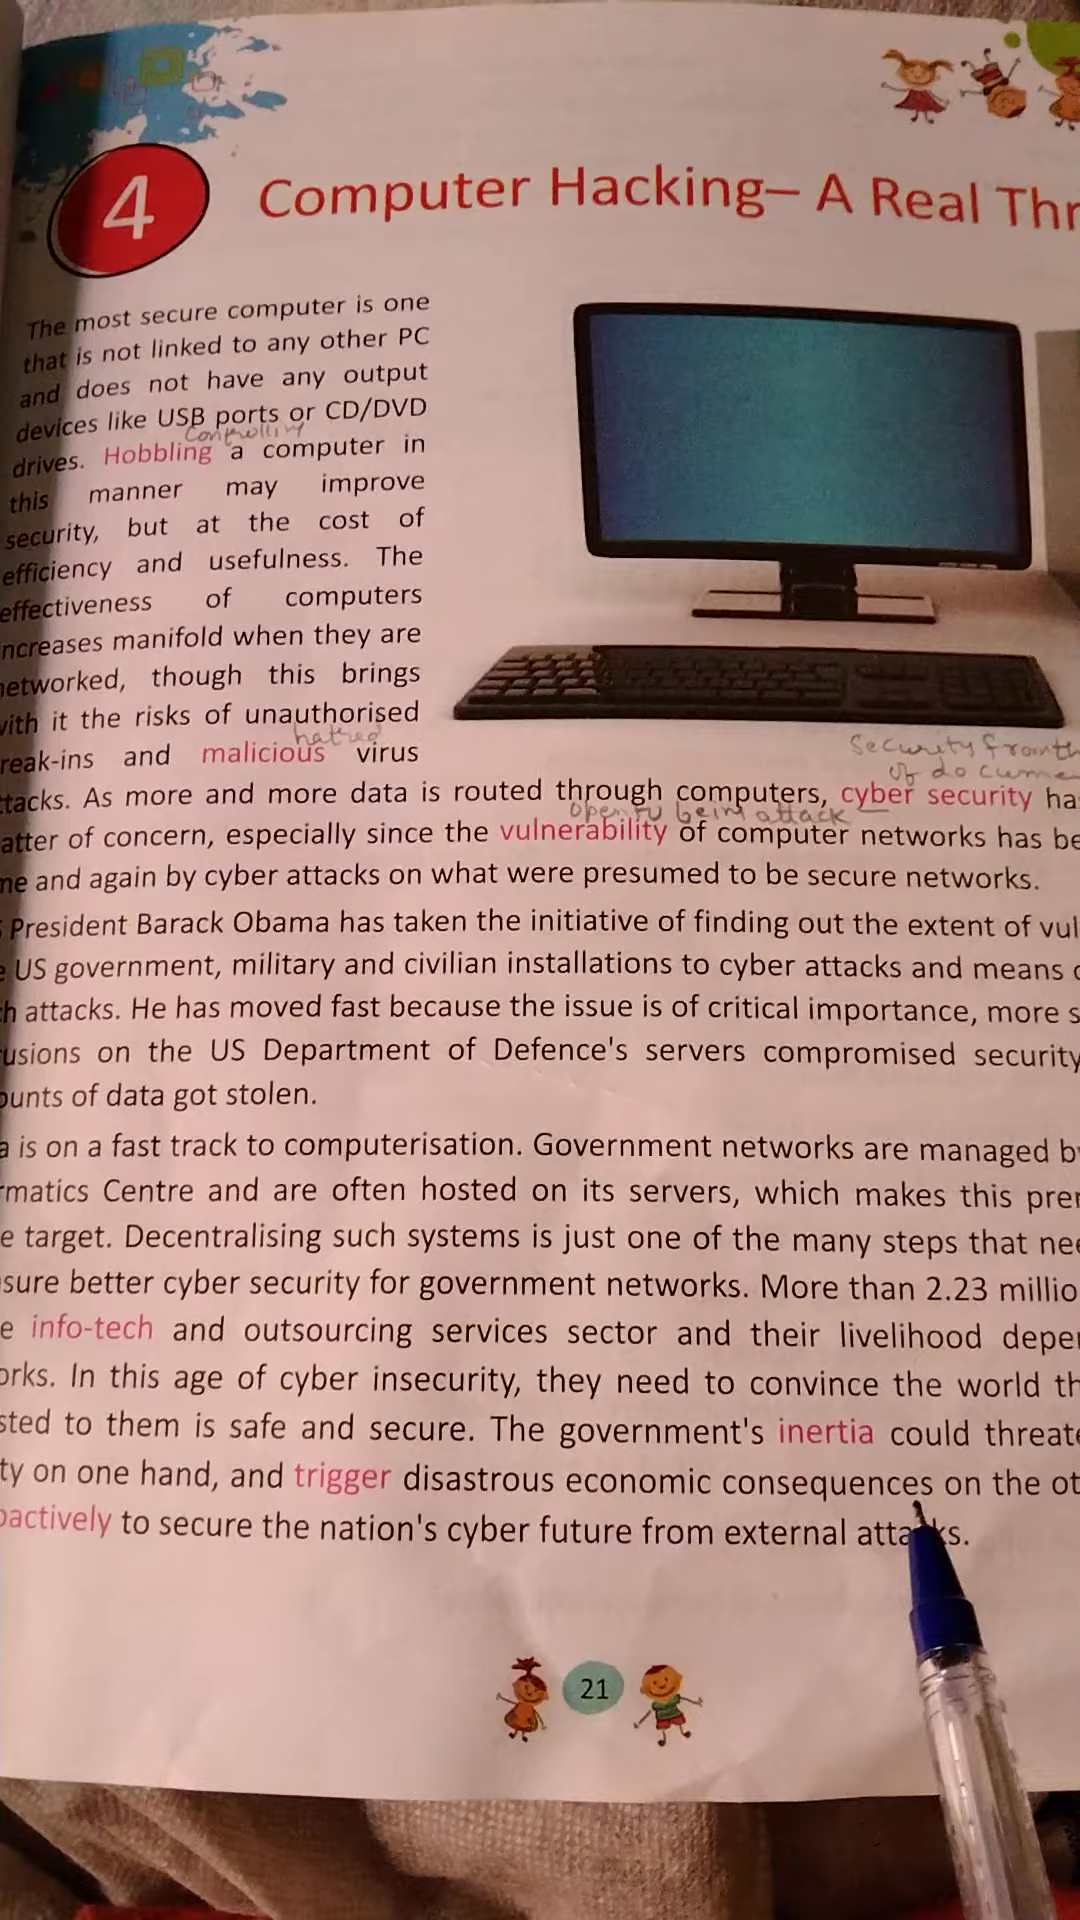 4
Computer Hacking– A Real Thr
The most secure computer is one
that is not linked to any other PC
and does not have any output
devices like USB ports or CD/DVD
controlling
drives. Hobbling a computer in
this manner may improve
security, but at the cost of
efficiency and usefulness. The
effectiveness of computers
ncreases manifold when they are
networked, though this brings
with it the risks of unauthorised
hatred
reak-ins and malicious virus
Security from th
of docume
ttacks. As more and more data is routed through computers, cyber security ha
open to being attack
atter of concern, especially since the vulnerability of computer networks has be
me and again by cyber attacks on what were presumed to be secure networks.
President Barack Obama has taken the initiative of finding out the extent of vul
e US government, military and civilian installations to cyber attacks and means
ch attacks. He has moved fast because the issue is of critical importance, more s
rusions on the US Department of Defence's servers compromised security
ounts of data got stolen.
a is on a fast track to computerisation. Government networks are managed b
rmatics Centre and are often hosted on its servers, which makes this prem
e target. Decentralising such systems is just one of the many steps that nee
sure better cyber security for government networks. More than 2.23 millio
e info-tech and outsourcing services sector and their livelihood depen
orks. In this age of cyber insecurity, they need to convince the world th
sted to them is safe and secure. The government's inertia could threate
ty on one hand, and trigger disastrous economic consequences on the ot
oactively to secure the nation's cyber future from external attacks.
21